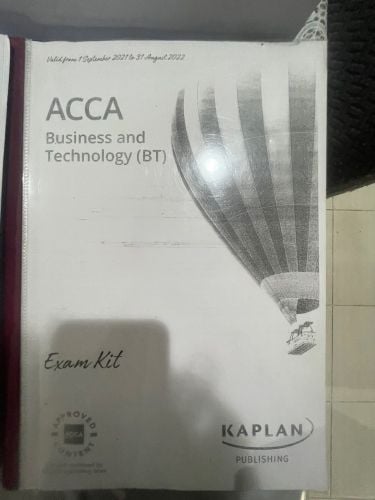 Valid from 1 September 2021 to 31 August 2022
ACCA
Business and
Technology (BT)
Exam Kit
APPROVED
ACCA
CONTENT
KAPLAN
PUBLISHING